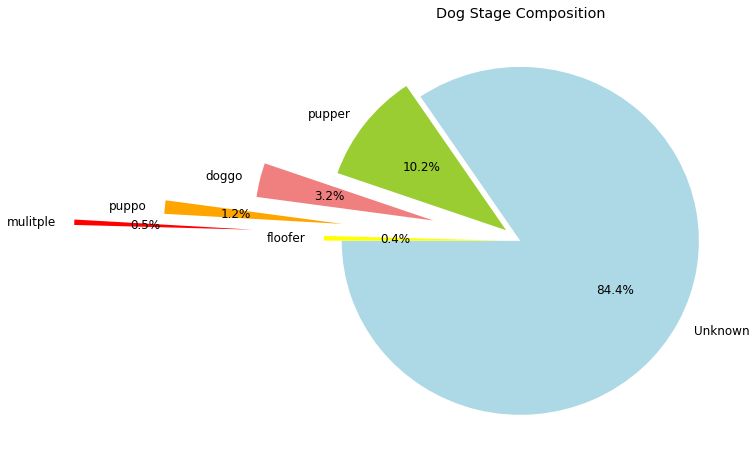 Dog Stage Composition
pupper
10.2%
doggo
3.2%
puppo
1.2%
mulitple
0.5%
floofer
0.4%
84.4%
Unknown